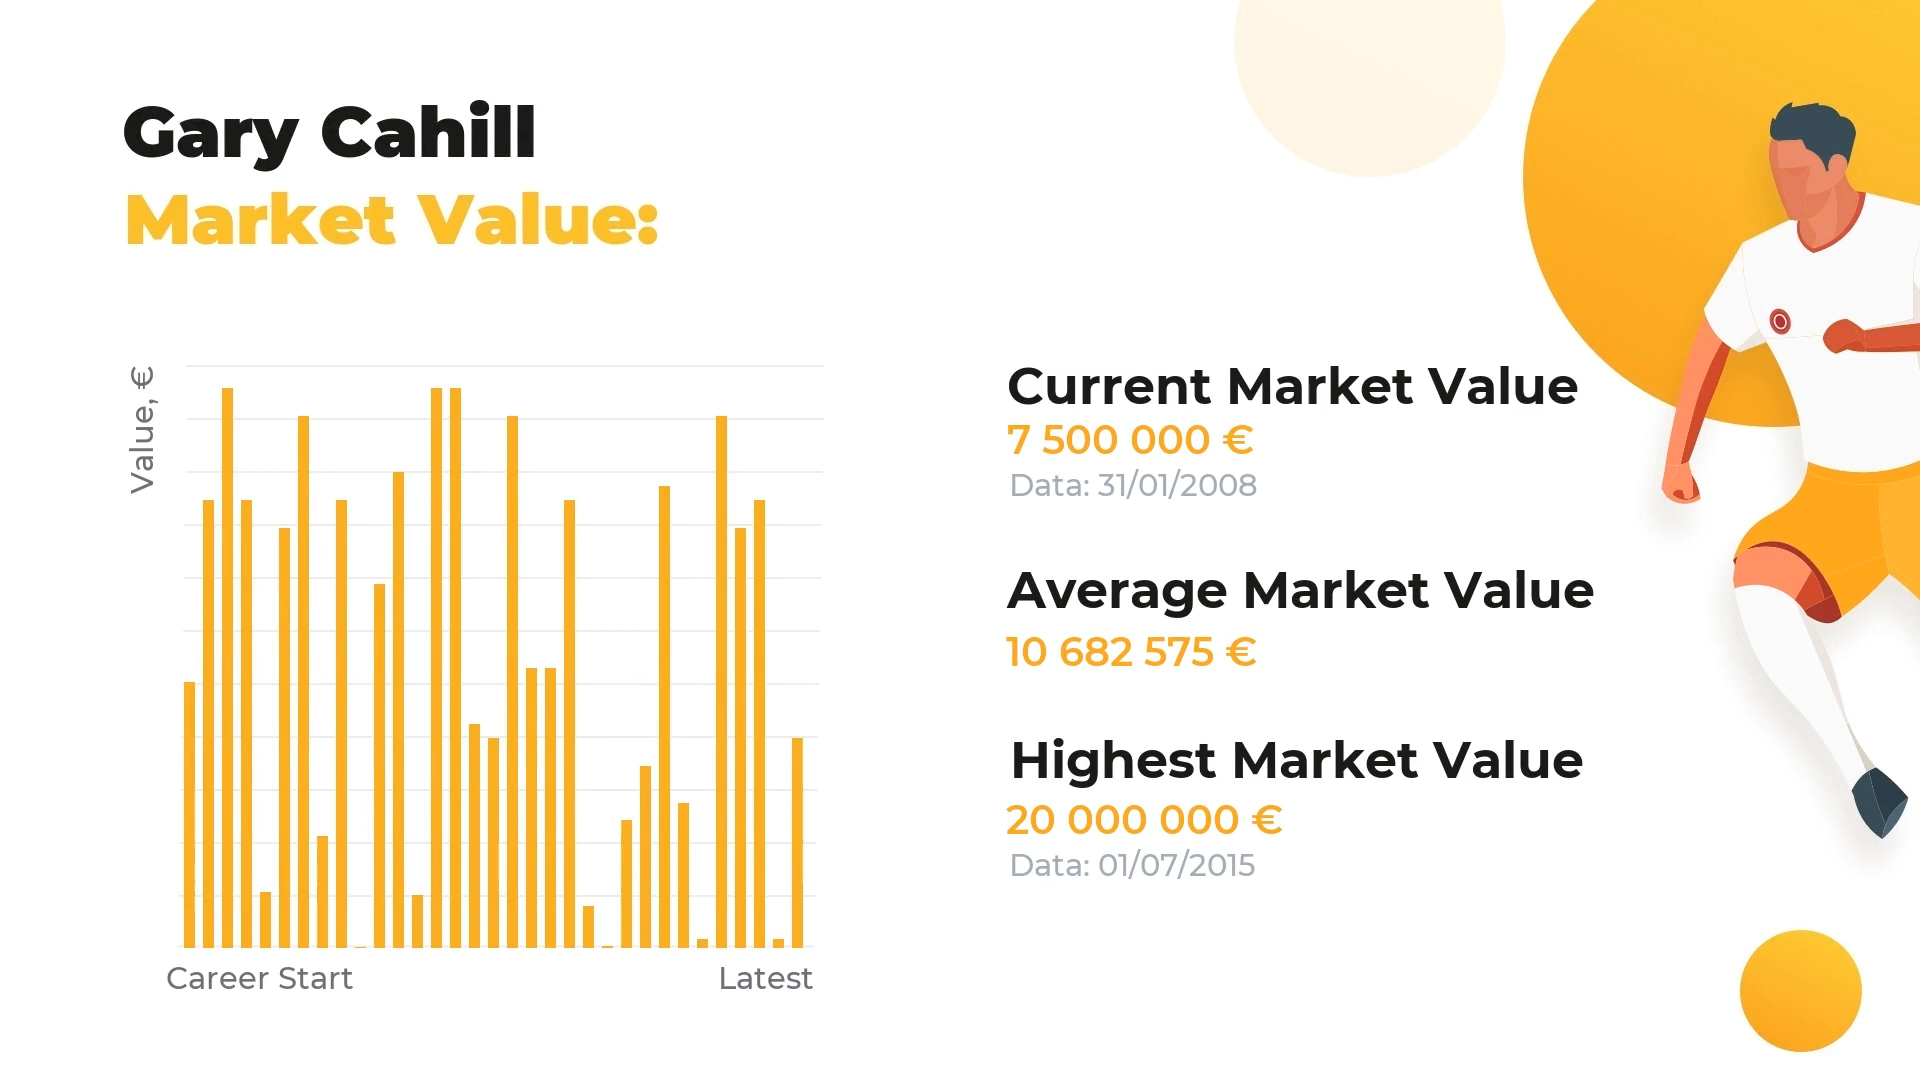 Gary Cahill
Market Value:
Value, €
Career Start
Latest
Current Market Value
7 500 000 €
Data: 31/01/2008
Average Market Value
10 682 575 €
Highest Market Value
20 000 000 €
Data: 01/07/2015